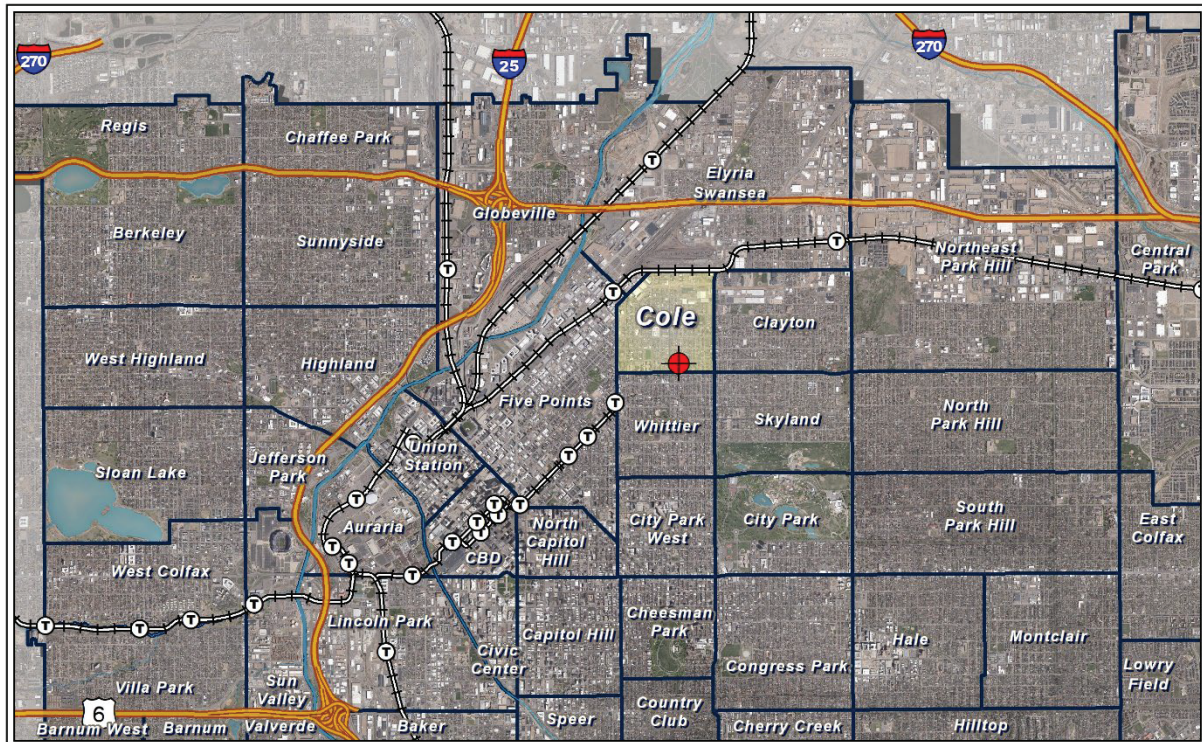 270
25
270
Regis
Chaffee Park
T
Elyria
Swansea
Globeville
Berkeley
Sunnyside
T
T
Northeast
Park Hill
Central
Park
T
T
Cole
Clayton
West Highland
Highland
Five Points
T
Whittier
Skyland
North
Park Hill
T
T
T
Union
Station
Sloan Lake
Jefferson
Park
T
T
T
T
T
T
T
Auraria
North
Capitol
Hill
City Park
West
City Park
South
Park Hill
East
Colfax
T
T
T
CBD
T
West Colfax
T
T
T
T
T
Lincoln Park
Capitol Hill
Cheesman
Park
Hale
Montclair
T
Civic
Center
Congress Park
Lowry
Field
Villa Park
Sun
Valley
6
Barnum West
Barnum
Valverde
Baker
Speer
Country
Club
Cherry Creek
Hilltop